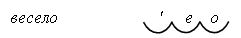 весело ˊ е о